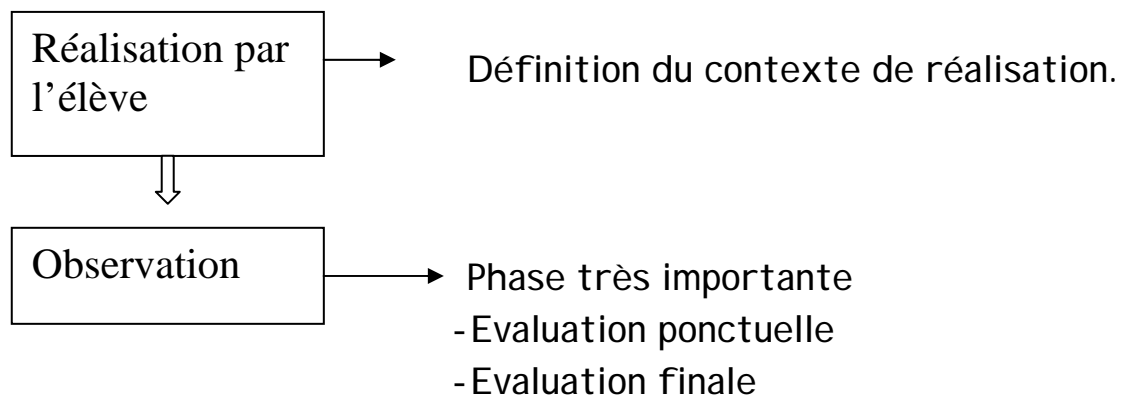 Réalisation par
l’élève
Définition du contexte de réalisation.
Observation
Phase très importante
-Evaluation ponctuelle
-Evaluation finale